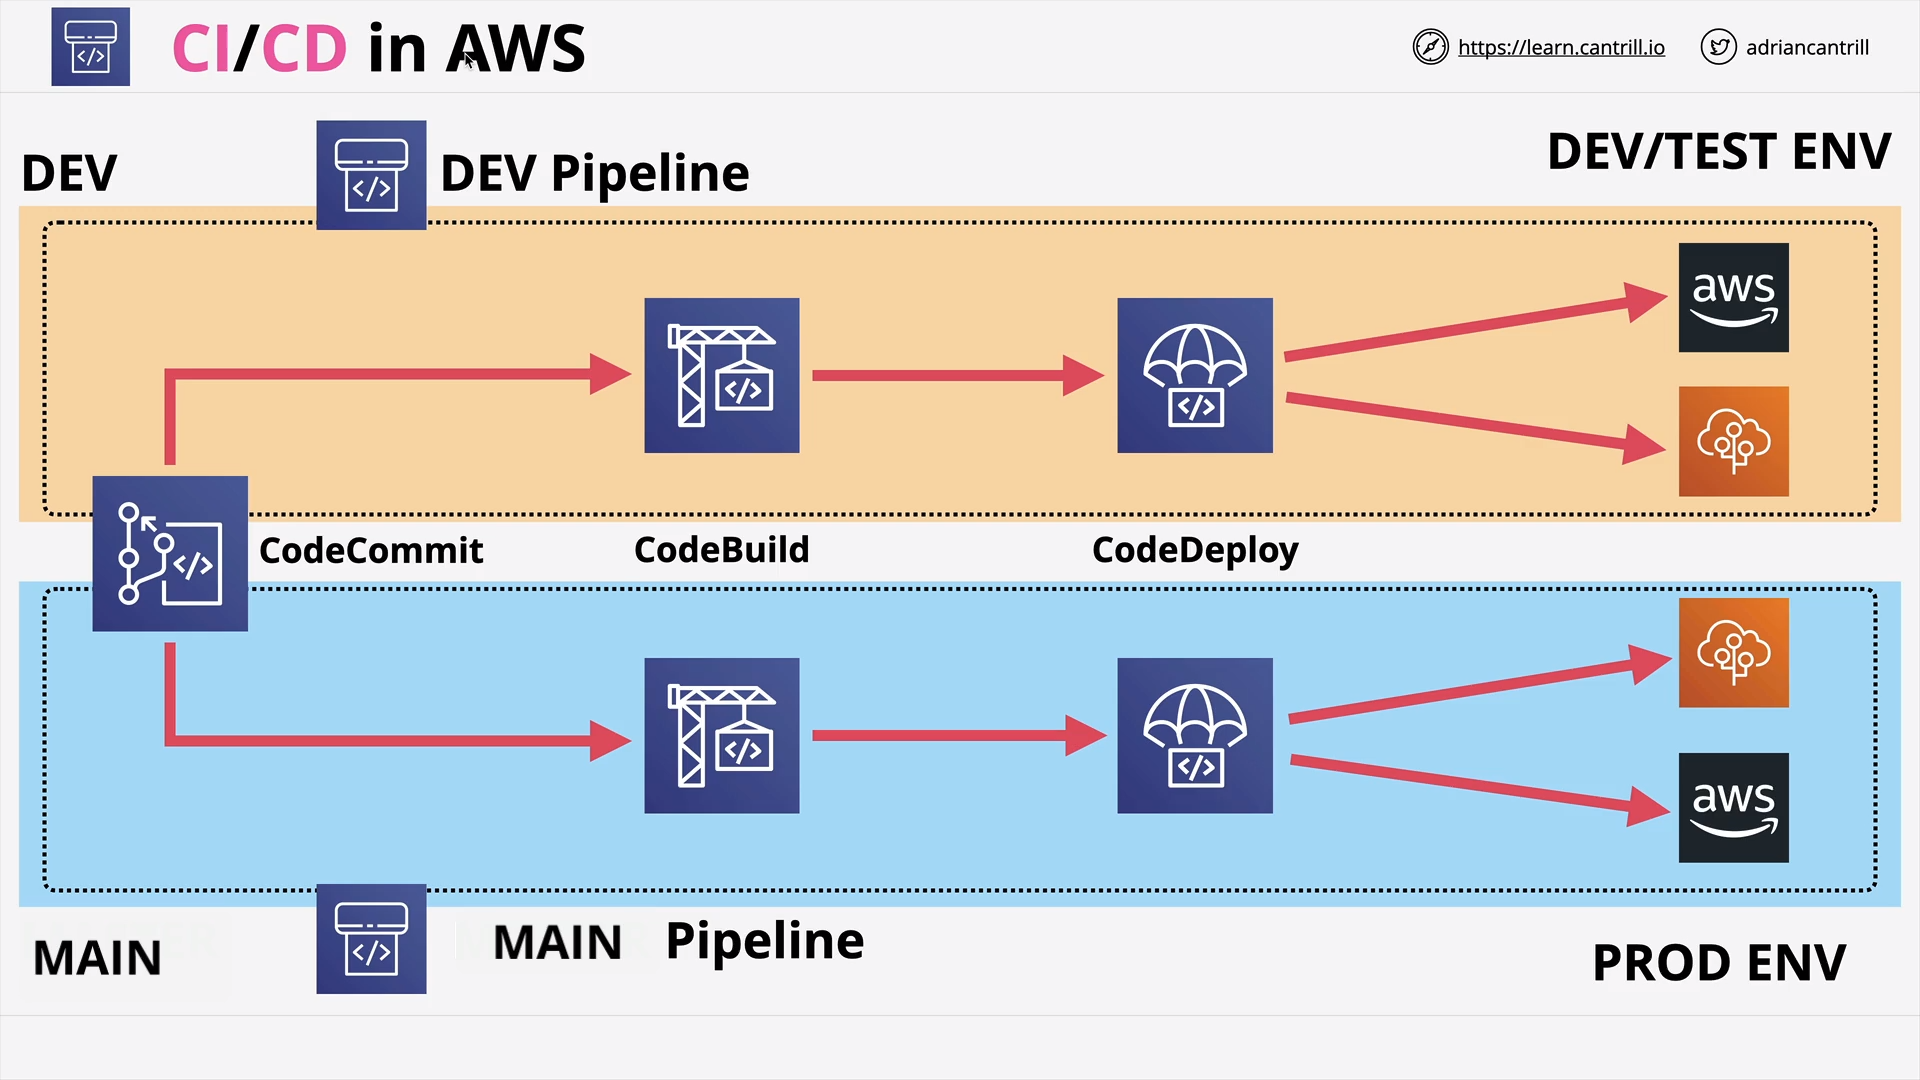 CI/CD in AWS
https://learn.cantrill.io
adriancantrill
DEV
DEV Pipeline
DEV/TEST ENV
aws
CodeCommit
CodeBuild
CodeDeploy
aws
MAIN
MAIN Pipeline
PROD ENV